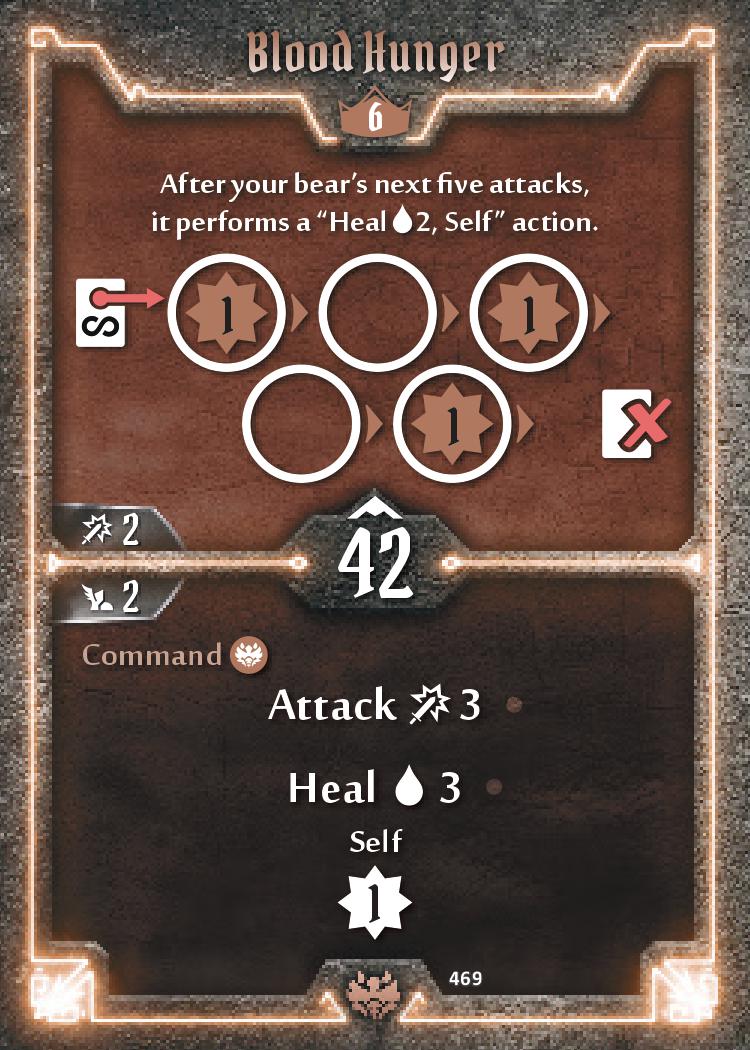 Blood Hunger
6
After your bear's next five attacks,
it performs a “Heal 2, Self” action.
S
1
1
1
2
42
2
Command
Attack 3
Heal 3
Self
1
469